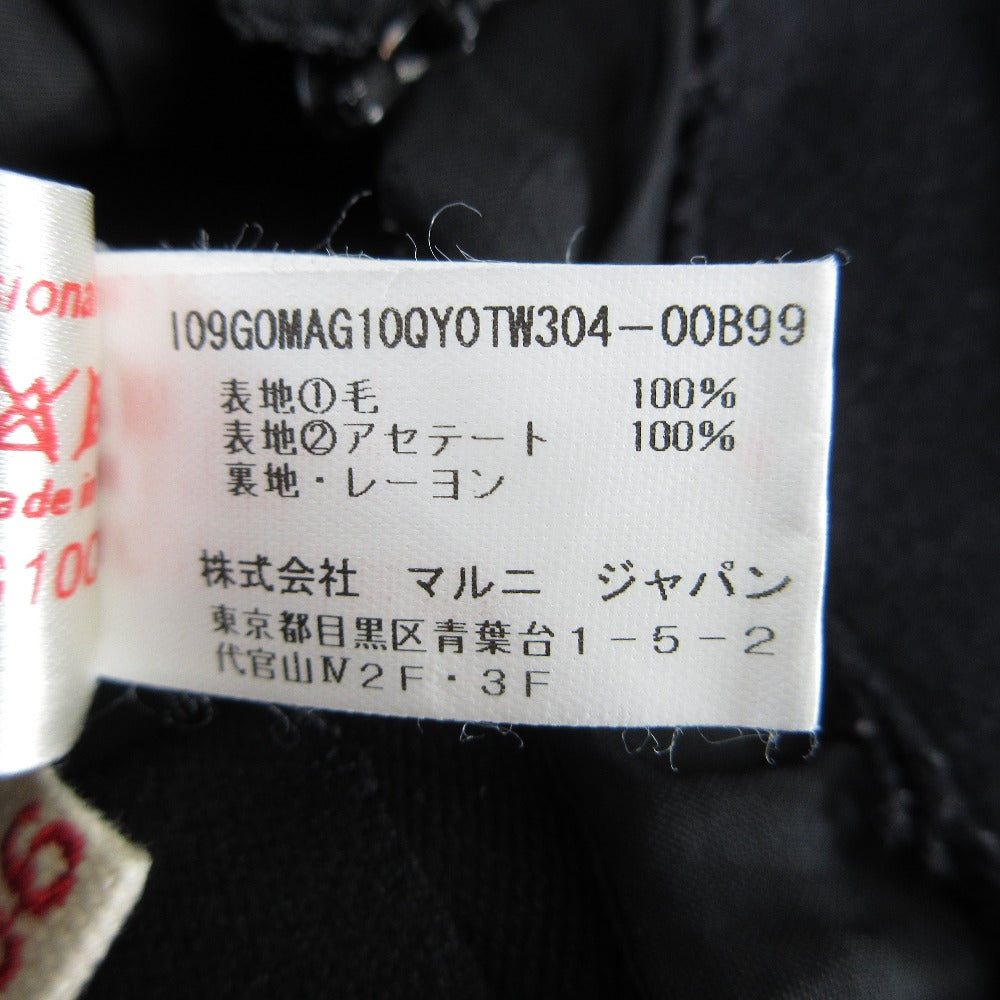 I09GOMAG10QY0TW304-00B99
表地①毛 100%
表地②アセテート 100%
裏地・レーヨン
株式会社 マルニ ジャパン
東京都目黒区青葉台1-5-2
代官山Ⅳ2F・3F